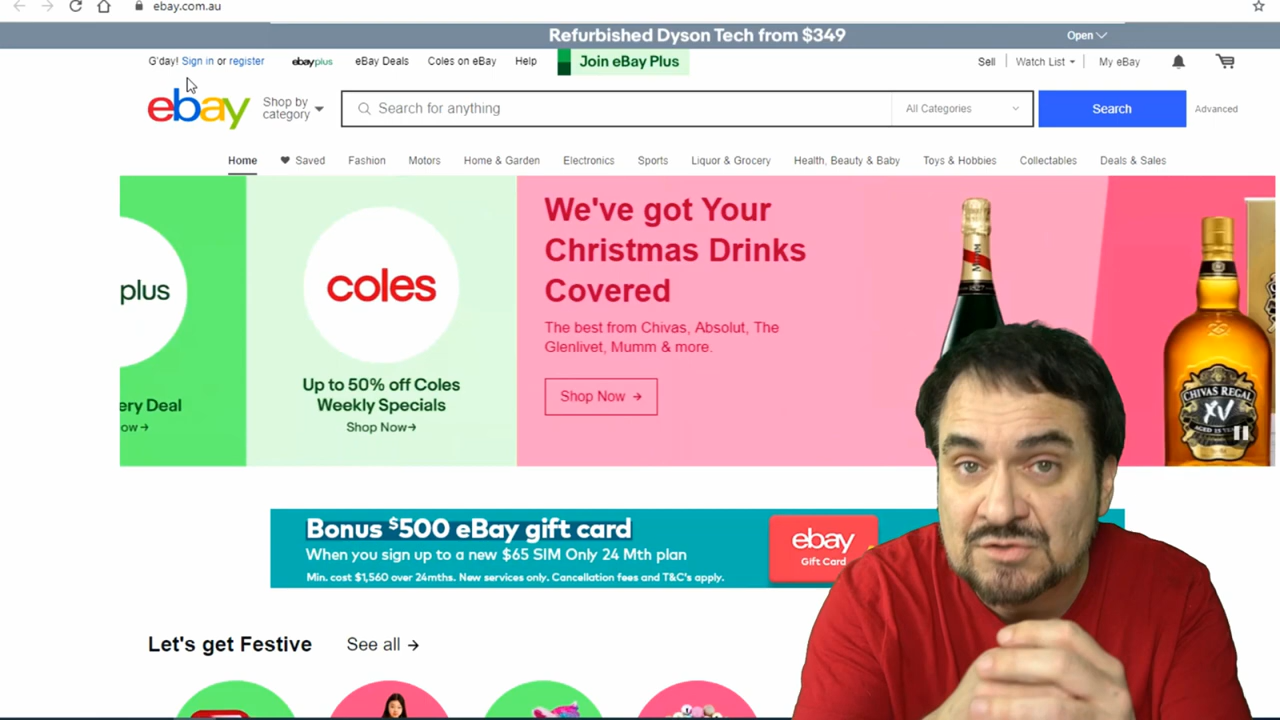 ebay.com.au
Refurbished Dyson Tech from $349
Open
G'day! Sign in or register
ebayplus
eBay Deals
Coles on eBay
Help
Join eBay Plus
Sell
Watch List
My eBay
ebay
Shop by
category
Search for anything
All Categories
Search
Advanced
Home
Saved
Fashion
Motors
Home & Garden
Electronics
Sports
Liquor & Grocery
Health, Beauty & Baby
Toys & Hobbies
Collectables
Deals & Sales
plus
ery Deal
ow →
coles
Up to 50% off Coles
Weekly Specials
Shop Now→
We've got Your
Christmas Drinks
Covered
The best from Chivas, Absolut, The
Glenlivet, Mumm & more.
Shop Now →
CHIVAS REGAL
XV
Bonus $500 eBay gift card
When you sign up to a new $65 SIM Only 24 Mth plan
Min. cost $1,560 over 24mths. New services only. Cancellation fees and T&C's apply.
ebay
Gift Card
Let's get Festive
See all →